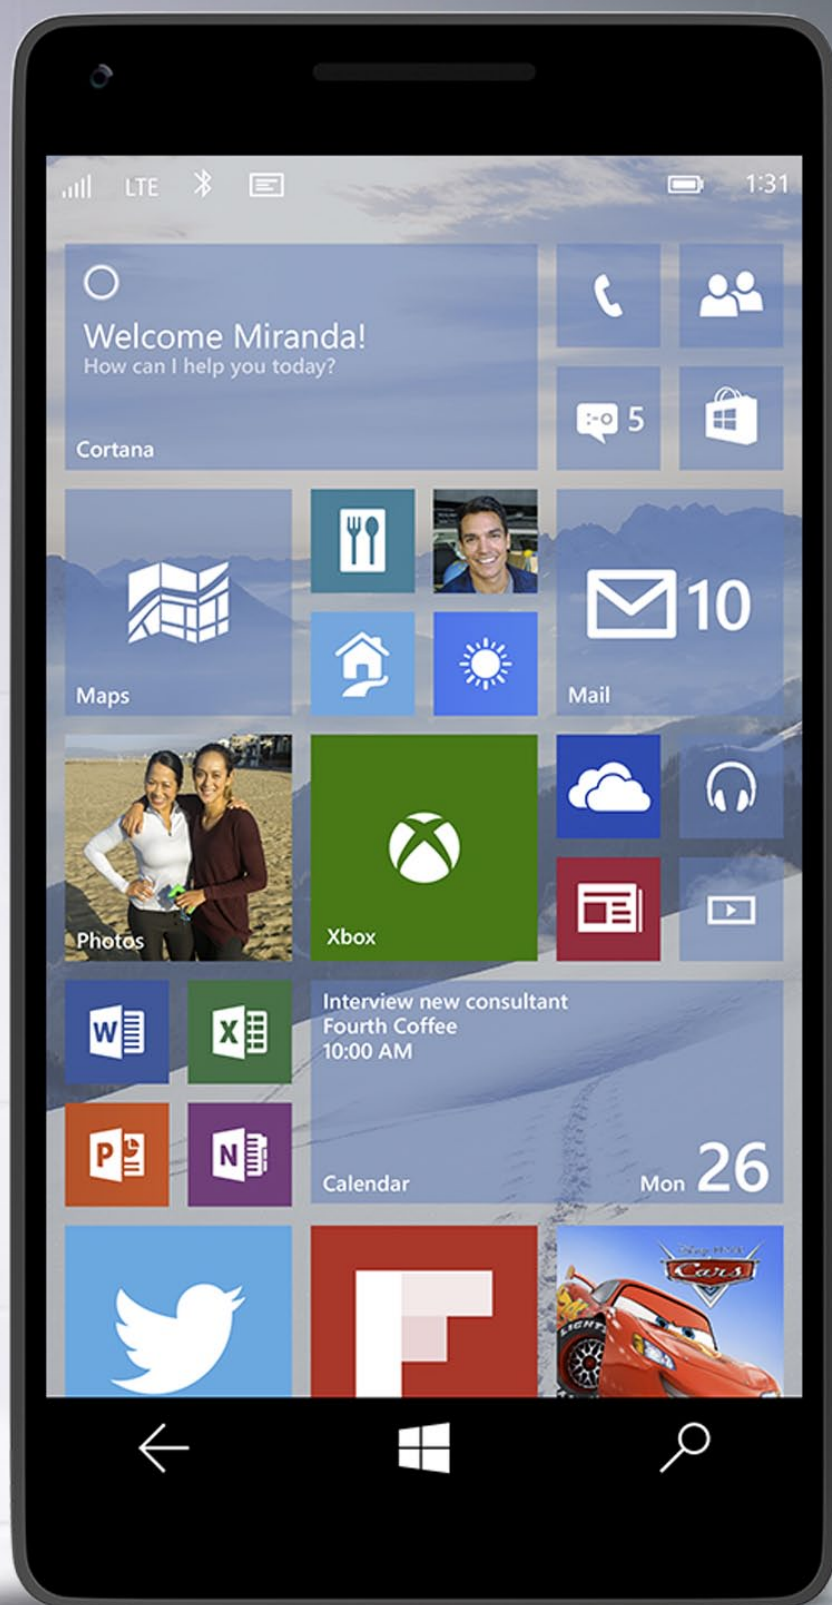 LTE
1:31
Welcome Miranda!
How can I help you today?
Cortana
:-o 5
Maps
10
Mail
Photos
Xbox
W
X
P
N
Interview new consultant
Fourth Coffee
10:00 AM
Calendar
Mon 26
Cars
LIGHT